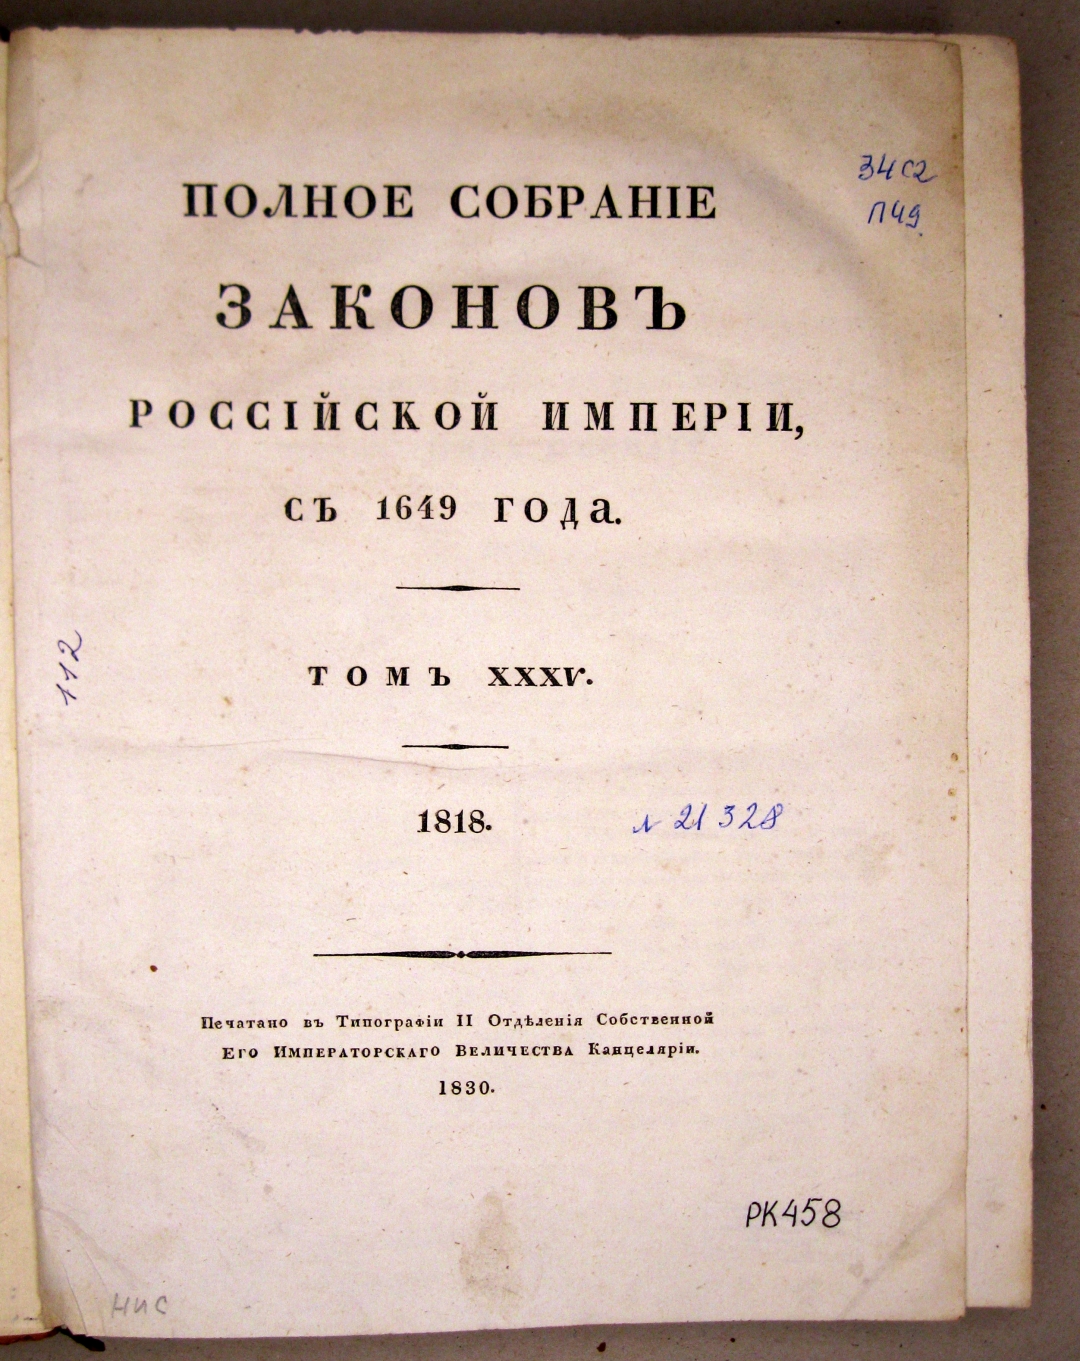 34С2
П49.
ПОЛНОЕ СОБРАНІЕ
ЗАКОНОВЪ
РОССІЙСКОЙ ИМПЕРІИ,
СЪ 1649 ГОДА.
112
ТОМЪ XXXV.
1818.
№ 21328
Печатано въ Типографіи II Отдѣленія Собственной
Его Императорскаго Величества Канцеляріи.
1830.
РК458
НИС